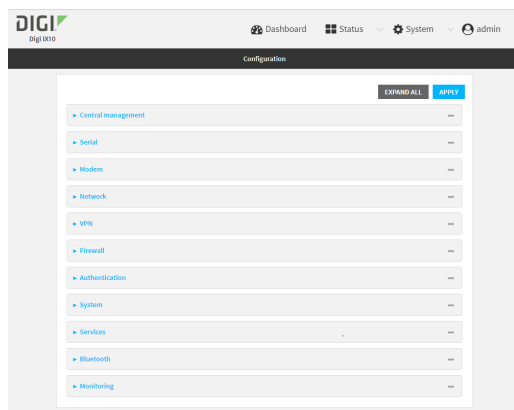 DIGI
Digi IX10
Dashboard
Status
System
admin
Configuration
EXPAND ALL
APPLY
Central management
Serial
Modem
Network
VPN
Firewall
Authentication
System
Services
Bluetooth
Monitoring